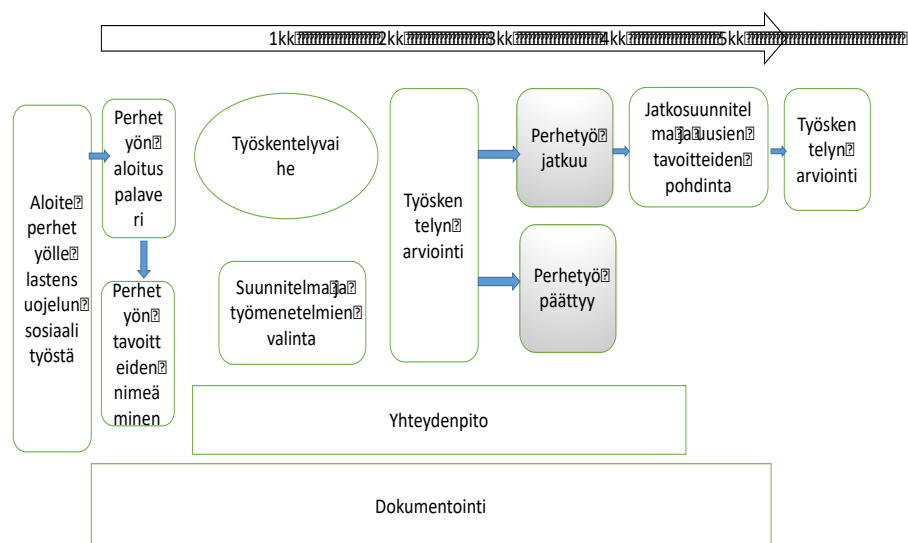 1kk 2kk 3kk 4kk 5kk
Aloite
perhet
yölle
lastens
uojelun
sosiaali
työstä
Perhet
yön
aloitus
palave
ri
Perhet
yön
tavoitt
eiden
nimeä
minen
Työskentelyvai
he
Suunnitelma ja
työmenetelmien
valinta
Työsken
telyn
arviointi
Perhetyö
jatkuu
Perhetyö
päättyy
Jatkosuunnitel
ma ja uusien
tavoitteiden
pohdinta
Työsken
telyn
arviointi
Yhteydenpito
Dokumentointi